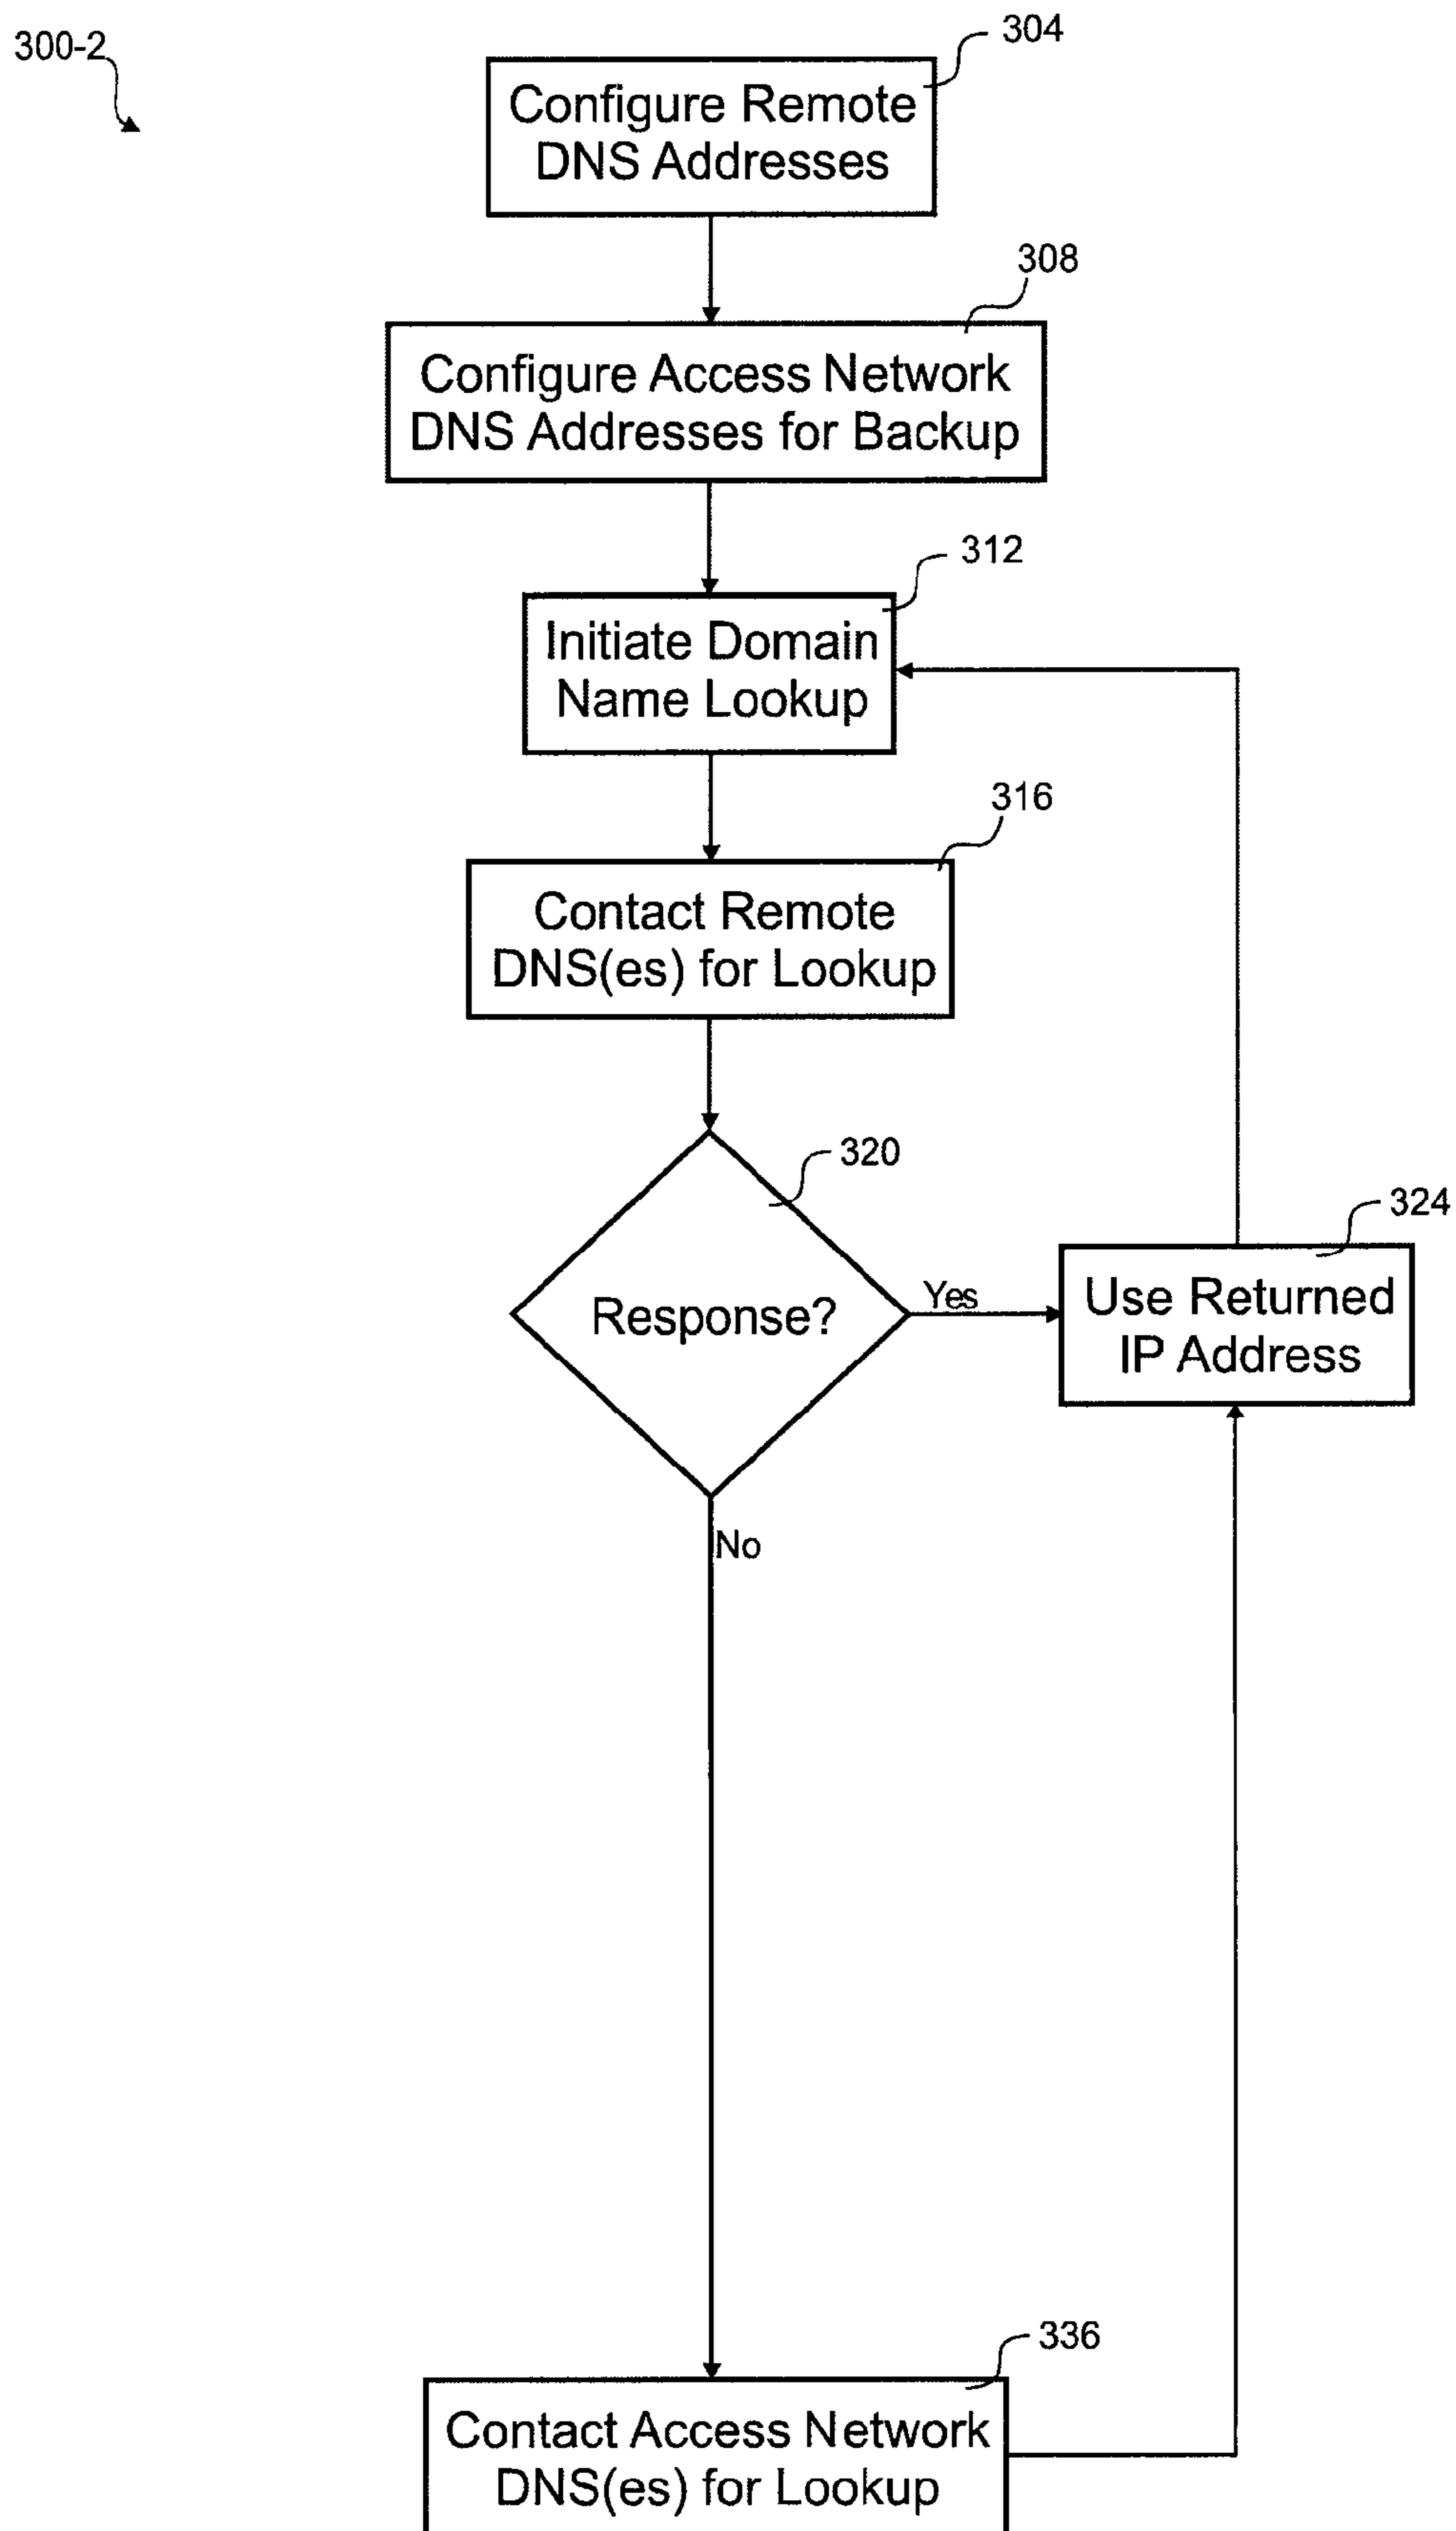 300-2
304
Configure Remote
DNS Addresses
308
Configure Access Network
DNS Addresses for Backup
312
Initiate Domain
Name Lookup
316
Contact Remote
DNS(es) for Lookup
320
Response?
Yes
324
Use Returned
IP Address
No
336
Contact Access Network
DNS(es) for Lookup